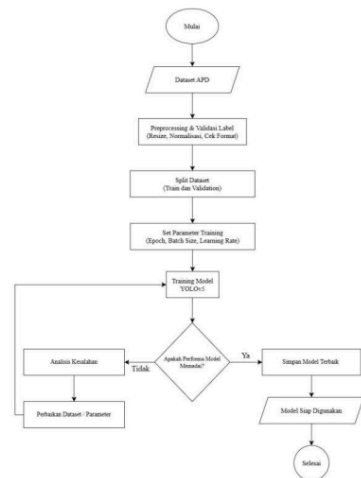 Mulai
Dataset APD
Preprocessing & Validasi Label
(Resize, Normalisasi, Cek Format)
Split Dataset
(Train dan Validation)
Set Parameter Training
(Epoch, Batch Size, Learning Rate)
Training Model
YOLOv5
Apakah Performa Model
Memadai?
Tidak
Ya
Analisis Kesalahan
Perbaikan Dataset / Parameter
Simpan Model Terbaik
Model Siap Digunakan
Selesai